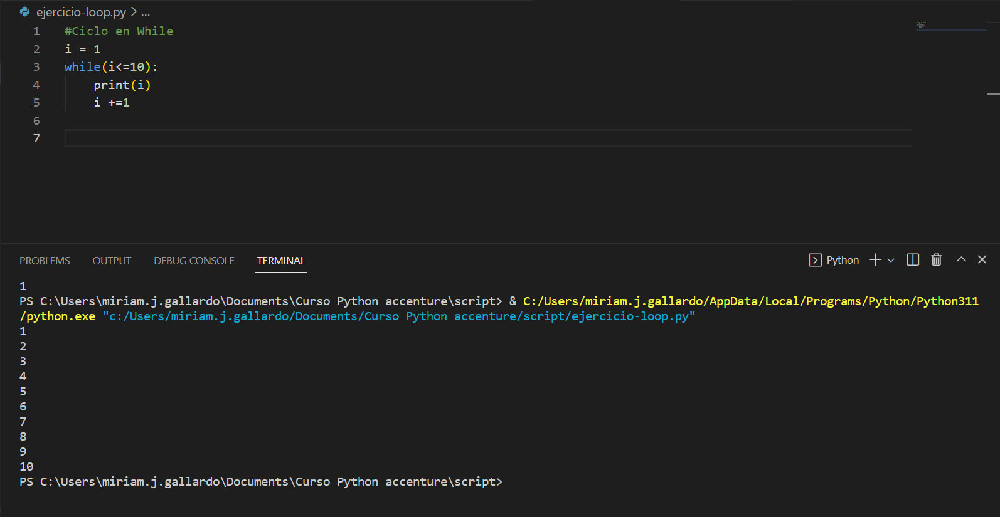 ejercicio-loop.py > ...
1 #Ciclo en While
2 i = 1
3 while(i<=10):
4     print(i)
5     i +=1
6
7
PROBLEMS OUTPUT DEBUG CONSOLE TERMINAL Python
1
PS C:\Users\miriam.j.gallardo\Documents\Curso Python accenture\script> & C:/Users/miriam.j.gallardo/AppData/Local/Programs/Python/Python311
/python.exe "c:/Users/miriam.j.gallardo/Documents/Curso Python accenture/script/ejercicio-loop.py"
1
2
3
4
5
6
7
8
9
10
PS C:\Users\miriam.j.gallardo\Documents\Curso Python accenture\script>